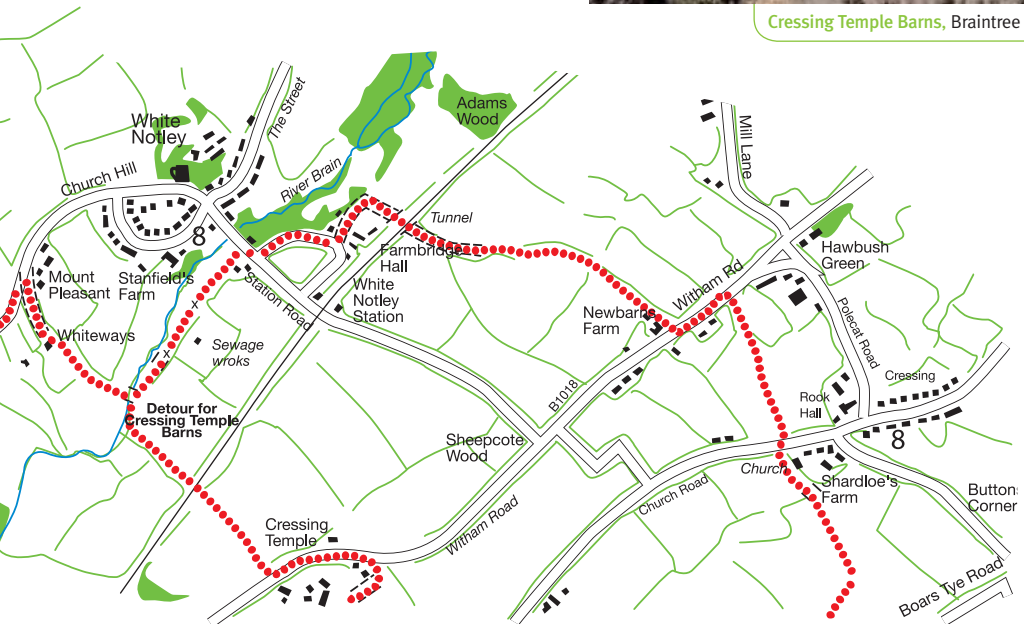 Cressing Temple Barns, Braintree
Adams
Wood
The Street
White
Notley
Mill Lane
Church Hill
River Brain
Tunnel
8
Farmbridge
Hall
Hawbush
Green
Mount
Pleasant
Stanfield's
Farm
Station Road
White
Notley
Station
Witham Rd
Newbarns
Farm
Polecat Road
Whiteways
Sewage
wroks
B1018
Cressing
Rook
Hall
Detour for
Cressing Temple
Barns
Sheepcote
Wood
8
Church
Shardloe's
Farm
Church Road
Button
Corner
Witham Road
Cressing
Temple
Boars Tye Road
x